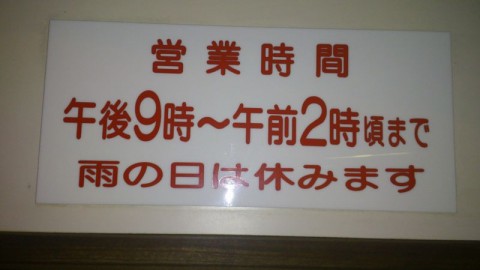 営業時間
午後9時～午前2時頃まで
雨の日は休みます